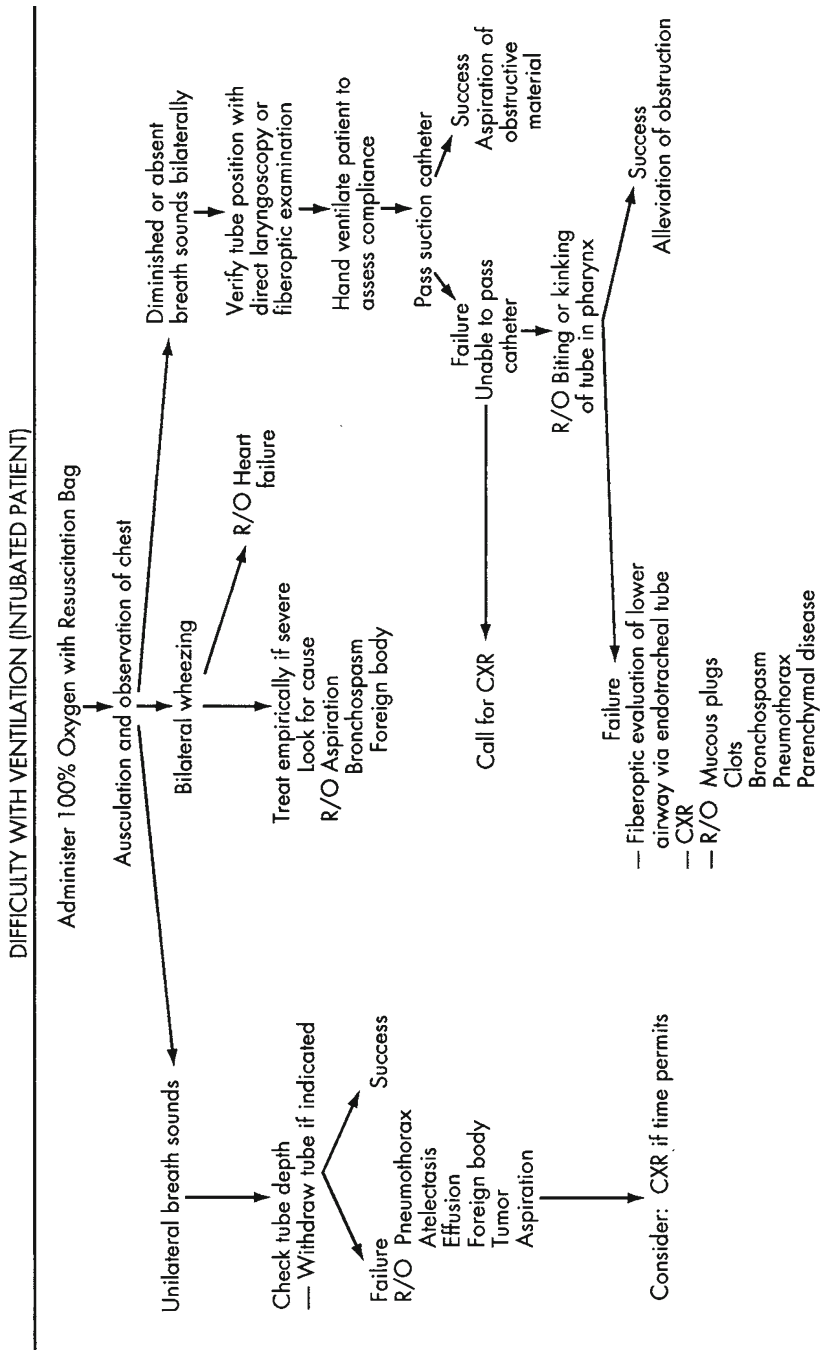 DIFFICULTY WITH VENTILATION (INTUBATED PATIENT)
Administer 100% Oxygen with Resuscitation Bag
Ausculation and observation of chest
Unilateral breath sounds
Check tube depth
— Withdraw tube if indicated
Success
Failure
R/O Pneumothorax
Atelectasis
Effusion
Foreign body
Tumor
Aspiration
Consider: CXR if time permits
Bilateral wheezing
R/O Heart
failure
Treat empirically if severe
Look for cause
R/O Aspiration
Bronchospasm
Foreign body
Diminished or absent
breath sounds bilaterally
Verify tube position with
direct laryngoscopy or
fiberoptic examination
Hand ventilate patient to
assess compliance
Pass suction catheter
Success
Aspiration of
obstructive
material
Failure
Unable to pass
catheter
Call for CXR
R/O Biting or kinking
of tube in pharynx
Success
Alleviation of obstruction
Failure
— Fiberoptic evaluation of lower
airway via endotracheal tube
— CXR
— R/O Mucous plugs
Clots
Bronchospasm
Pneumothorax
Parenchymal disease